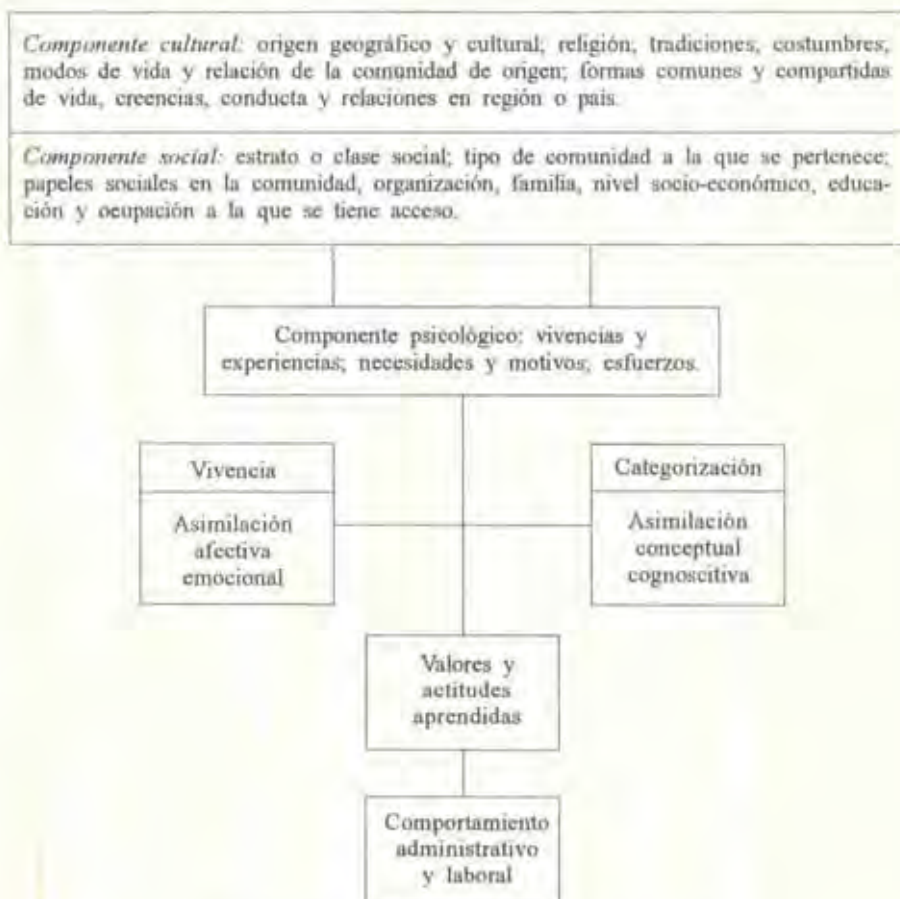 Componente cultural: origen geográfico y cultural; religión; tradiciones, costumbres,
modos de vida y relación de la comunidad de origen; formas comunes y compartidas
de vida, creencias, conducta y relaciones en región o país.
Componente social: estrato o clase social; tipo de comunidad a la que se pertenece;
papeles sociales en la comunidad, organización, familia, nivel socio-económico, educa-
ción y ocupación a la que se tiene acceso.
Componente psicológico: vivencias y
experiencias; necesidades y motivos; esfuerzos.
Vivencia
Asimilación
afectiva
emocional
Categorización
Asimilación
conceptual
cognoscitiva
Valores y
actitudes
aprendidas
Comportamiento
administrativo
y laboral